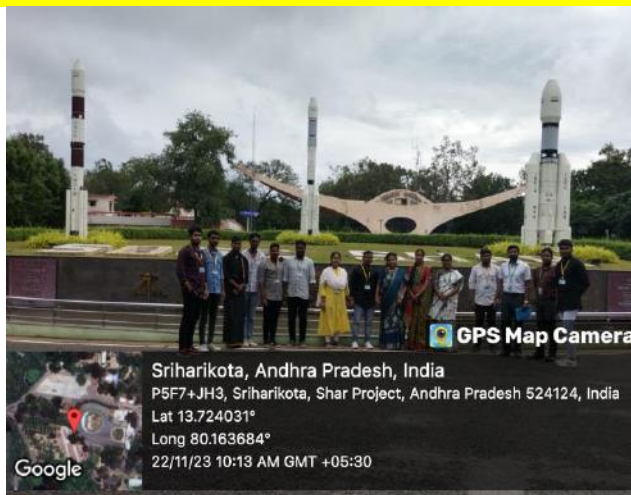 GPS Map Camera
Sriharikota, Andhra Pradesh, India
P5F7+JH3, Sriharikota, Shar Project, Andhra Pradesh 524124, India
Lat 13.724031°
Long 80.163684°
22/11/23 10:13 AM GMT +05:30
Google